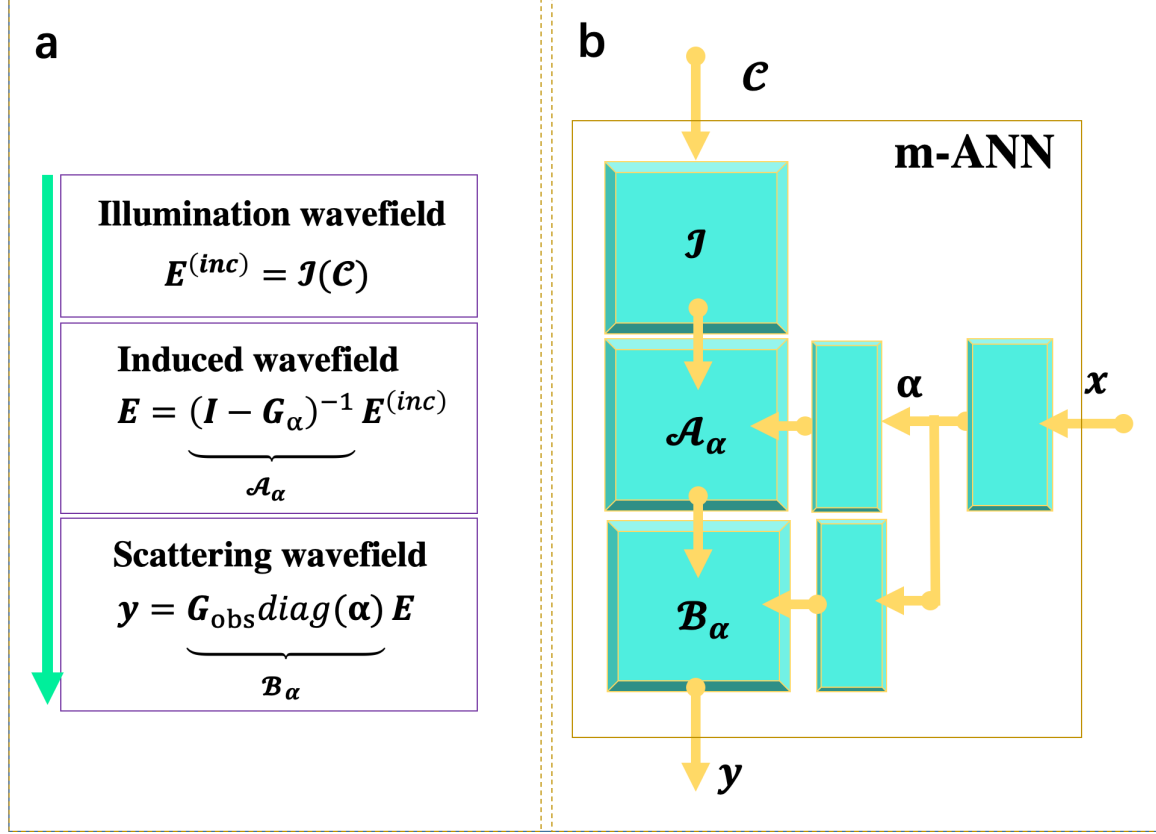 a
Illumination wavefield
𝑬⁽ⁱⁿᶜ⁾ = 𝓘(𝓒)
Induced wavefield
𝑬 = (𝑰 − 𝑮_α)⁻¹ 𝑬⁽ⁱⁿᶜ⁾
𝓐_α
Scattering wavefield
𝒚 = 𝑮_obs diag(α) 𝑬
𝓑_α
b
𝓒
m-ANN
𝓘
𝓐_α
α
𝒙
𝓑_α
𝒚